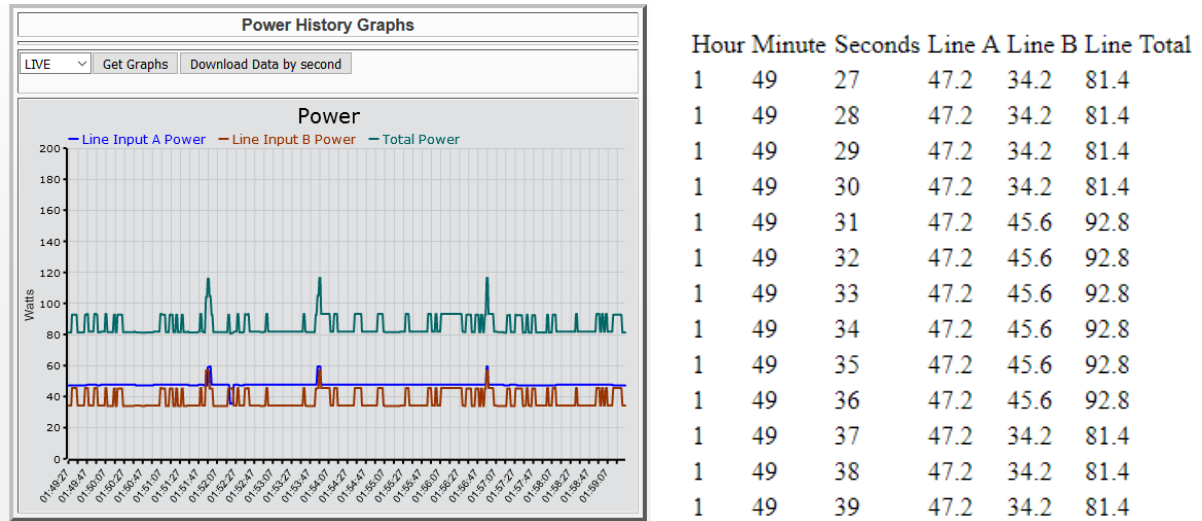 Power History Graphs
LIVE Get Graphs Download Data by second
Power
Line Input A Power Line Input B Power Total Power
Watts
200
180
160
140
120
100
80
60
40
20
0
01:49:27 01:49:47 01:50:07 01:50:27 01:50:47 01:51:07 01:51:27 01:51:47 01:52:07 01:52:27 01:52:47 01:53:07 01:53:27 01:53:47 01:54:07 01:54:27 01:54:47 01:55:07 01:55:27 01:55:47 01:56:07 01:56:27 01:56:47 01:57:07 01:57:27 01:57:47 01:58:07 01:58:27 01:58:47 01:59:07
Hour Minute Seconds Line A Line B Line Total
1 49 27 47.2 34.2 81.4
1 49 28 47.2 34.2 81.4
1 49 29 47.2 34.2 81.4
1 49 30 47.2 34.2 81.4
1 49 31 47.2 45.6 92.8
1 49 32 47.2 45.6 92.8
1 49 33 47.2 45.6 92.8
1 49 34 47.2 45.6 92.8
1 49 35 47.2 45.6 92.8
1 49 36 47.2 45.6 92.8
1 49 37 47.2 34.2 81.4
1 49 38 47.2 34.2 81.4
1 49 39 47.2 34.2 81.4